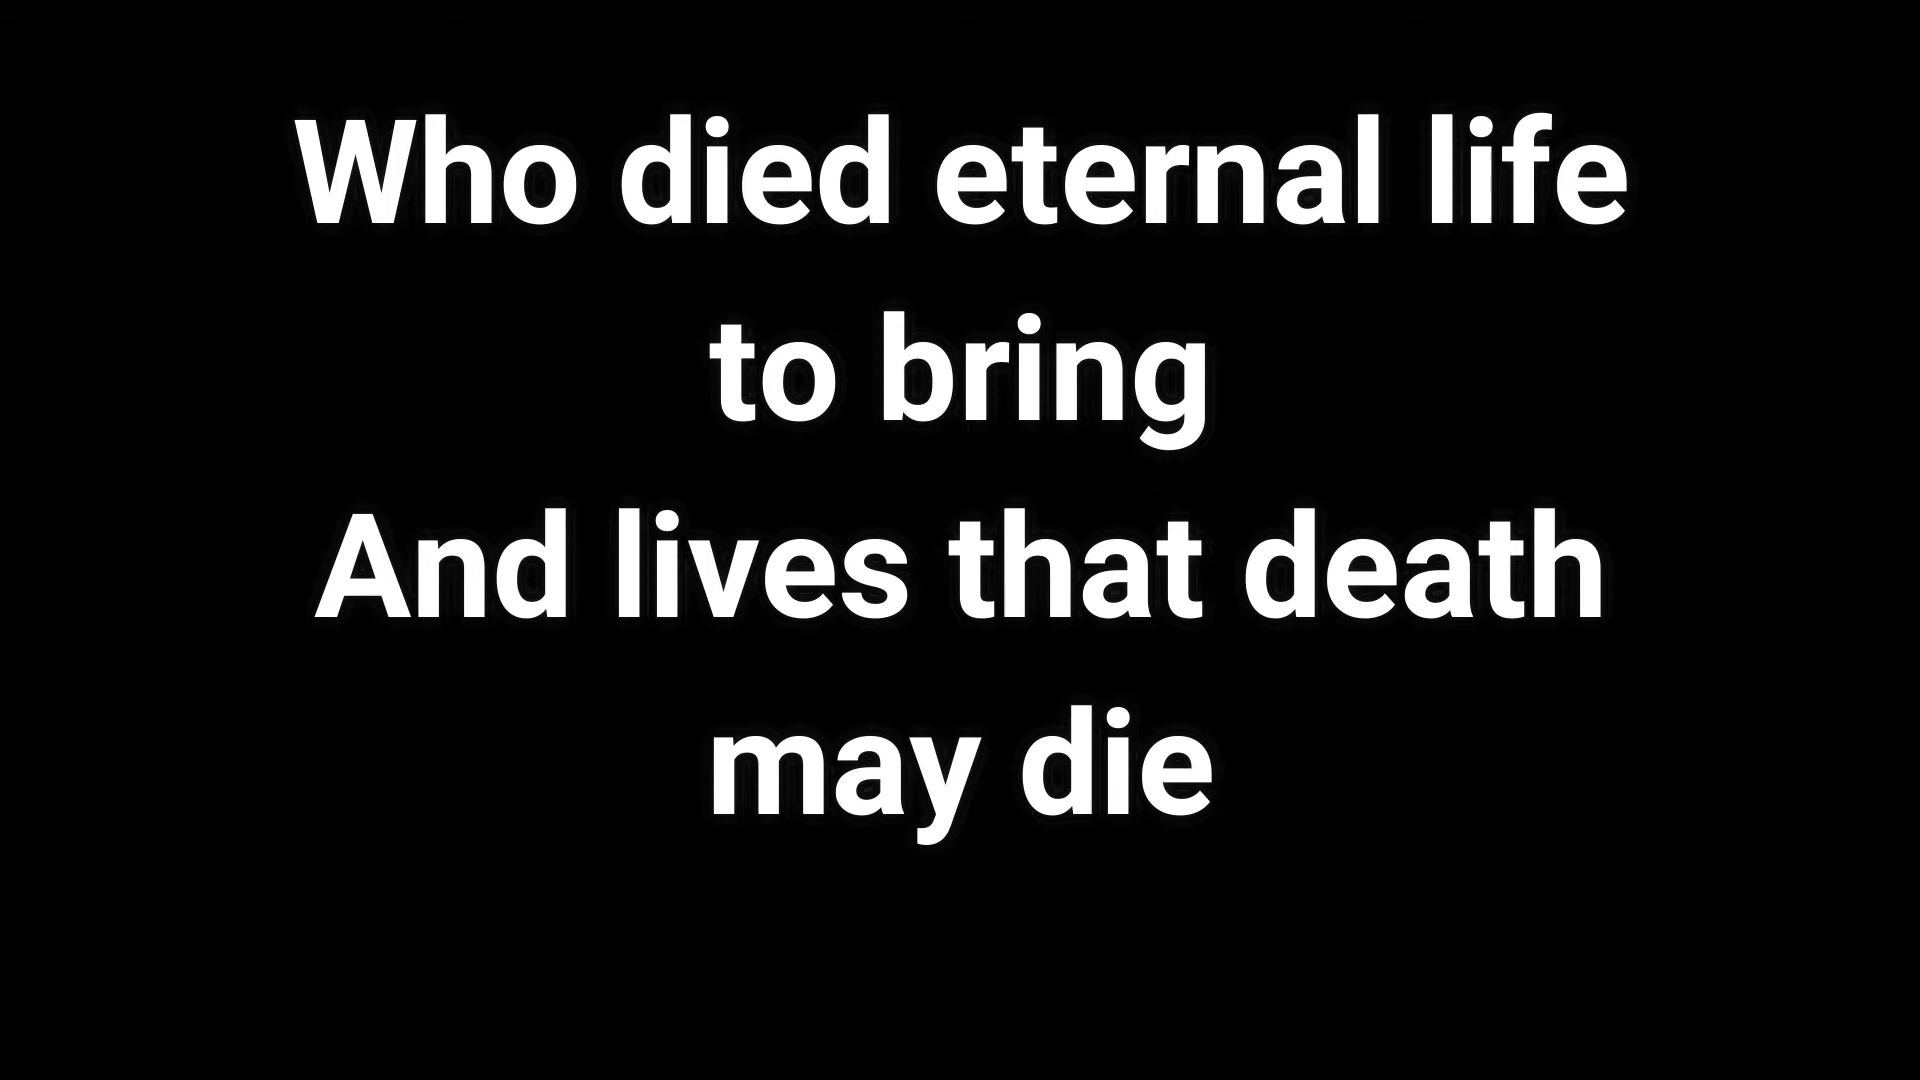 Who died eternal life
to bring
And lives that death
may die